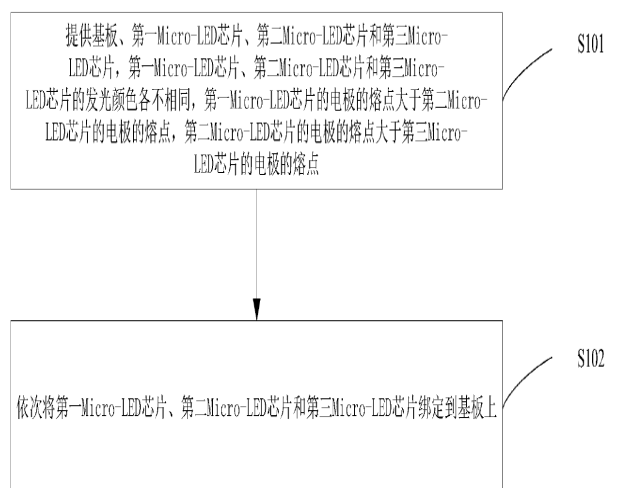 提供基板、第一Micro-LED芯片、第二Micro-LED芯片和第三Micro-
LED芯片，第一Micro-LED芯片、第二Micro-LED芯片和第三Micro-
LED芯片的发光颜色各不相同，第一Micro-LED芯片的电极的熔点大于第二Micro-
LED芯片的电极的熔点，第二Micro-LED芯片的电极的熔点大于第三Micro-
LED芯片的电极的熔点
S101
依次将第一Micro-LED芯片、第二Micro-LED芯片和第三Micro-LED芯片绑定到基板上
S102